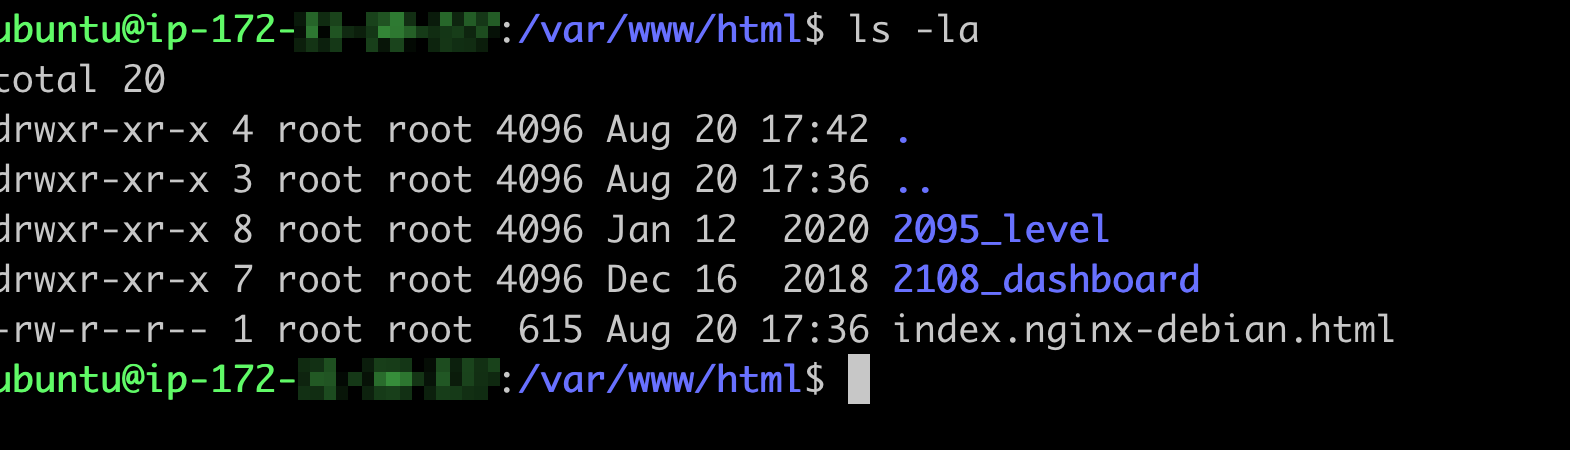 ubuntu@ip-172- :/var/www/html$ ls -la
total 20
drwxr-xr-x 4 root root 4096 Aug 20 17:42 .
drwxr-xr-x 3 root root 4096 Aug 20 17:36 ..
drwxr-xr-x 8 root root 4096 Jan 12  2020 2095_level
drwxr-xr-x 7 root root 4096 Dec 16  2018 2108_dashboard
-rw-r--r-- 1 root root  615 Aug 20 17:36 index.nginx-debian.html
ubuntu@ip-172- :/var/www/html$